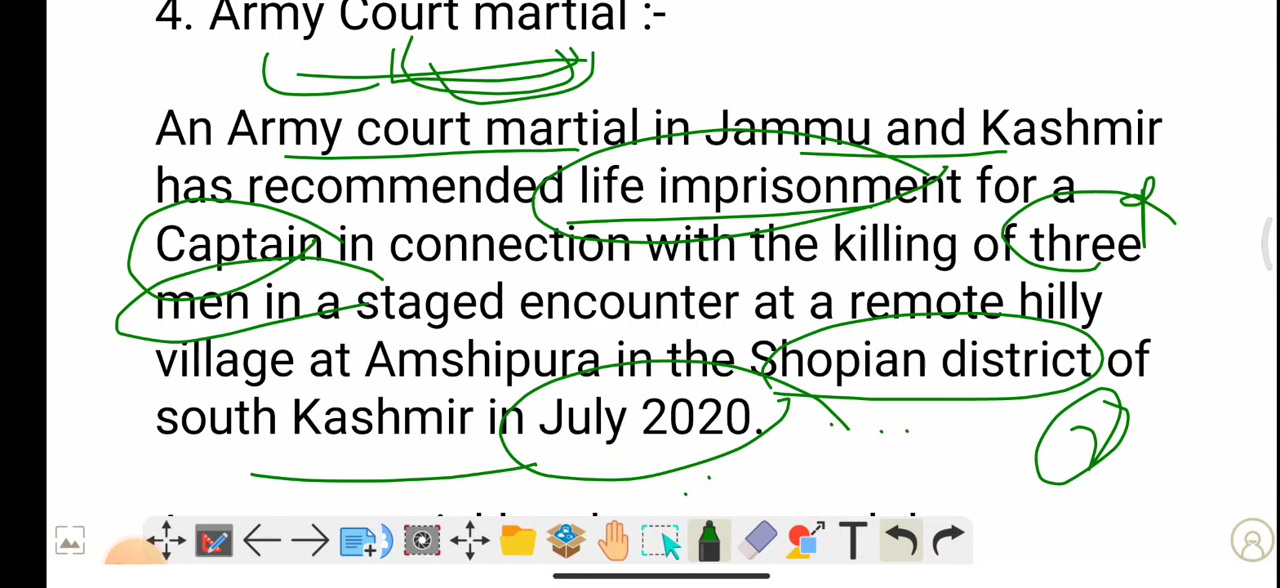 4. Army Court martial :-
An Army court martial in Jammu and Kashmir
has recommended life imprisonment for a
Captain in connection with the killing of three
men in a staged encounter at a remote hilly
village at Amshipura in the Shopian district of
south Kashmir in July 2020.
T